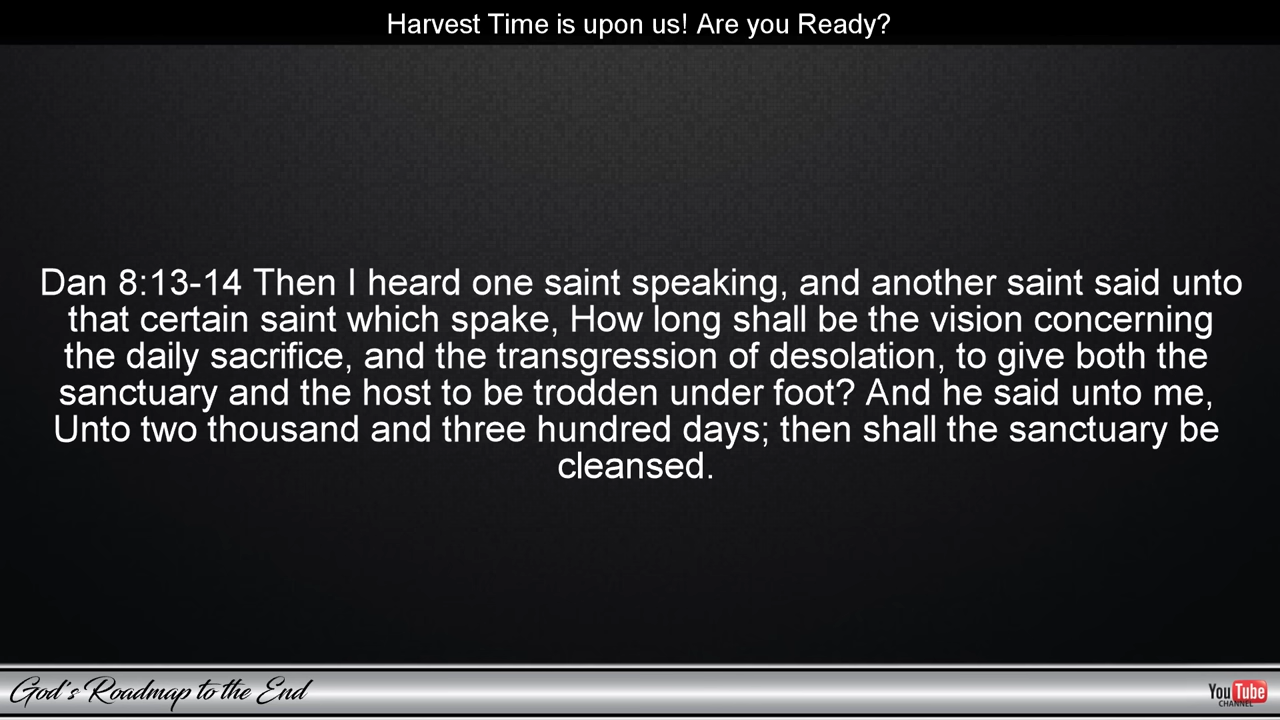 Harvest Time is upon us! Are you Ready?
Dan 8:13-14 Then I heard one saint speaking, and another saint said unto
that certain saint which spake, How long shall be the vision concerning
the daily sacrifice, and the transgression of desolation, to give both the
sanctuary and the host to be trodden under foot? And he said unto me,
Unto two thousand and three hundred days; then shall the sanctuary be
cleansed.
God's Roadmap to the End
YouTube
CHANNEL